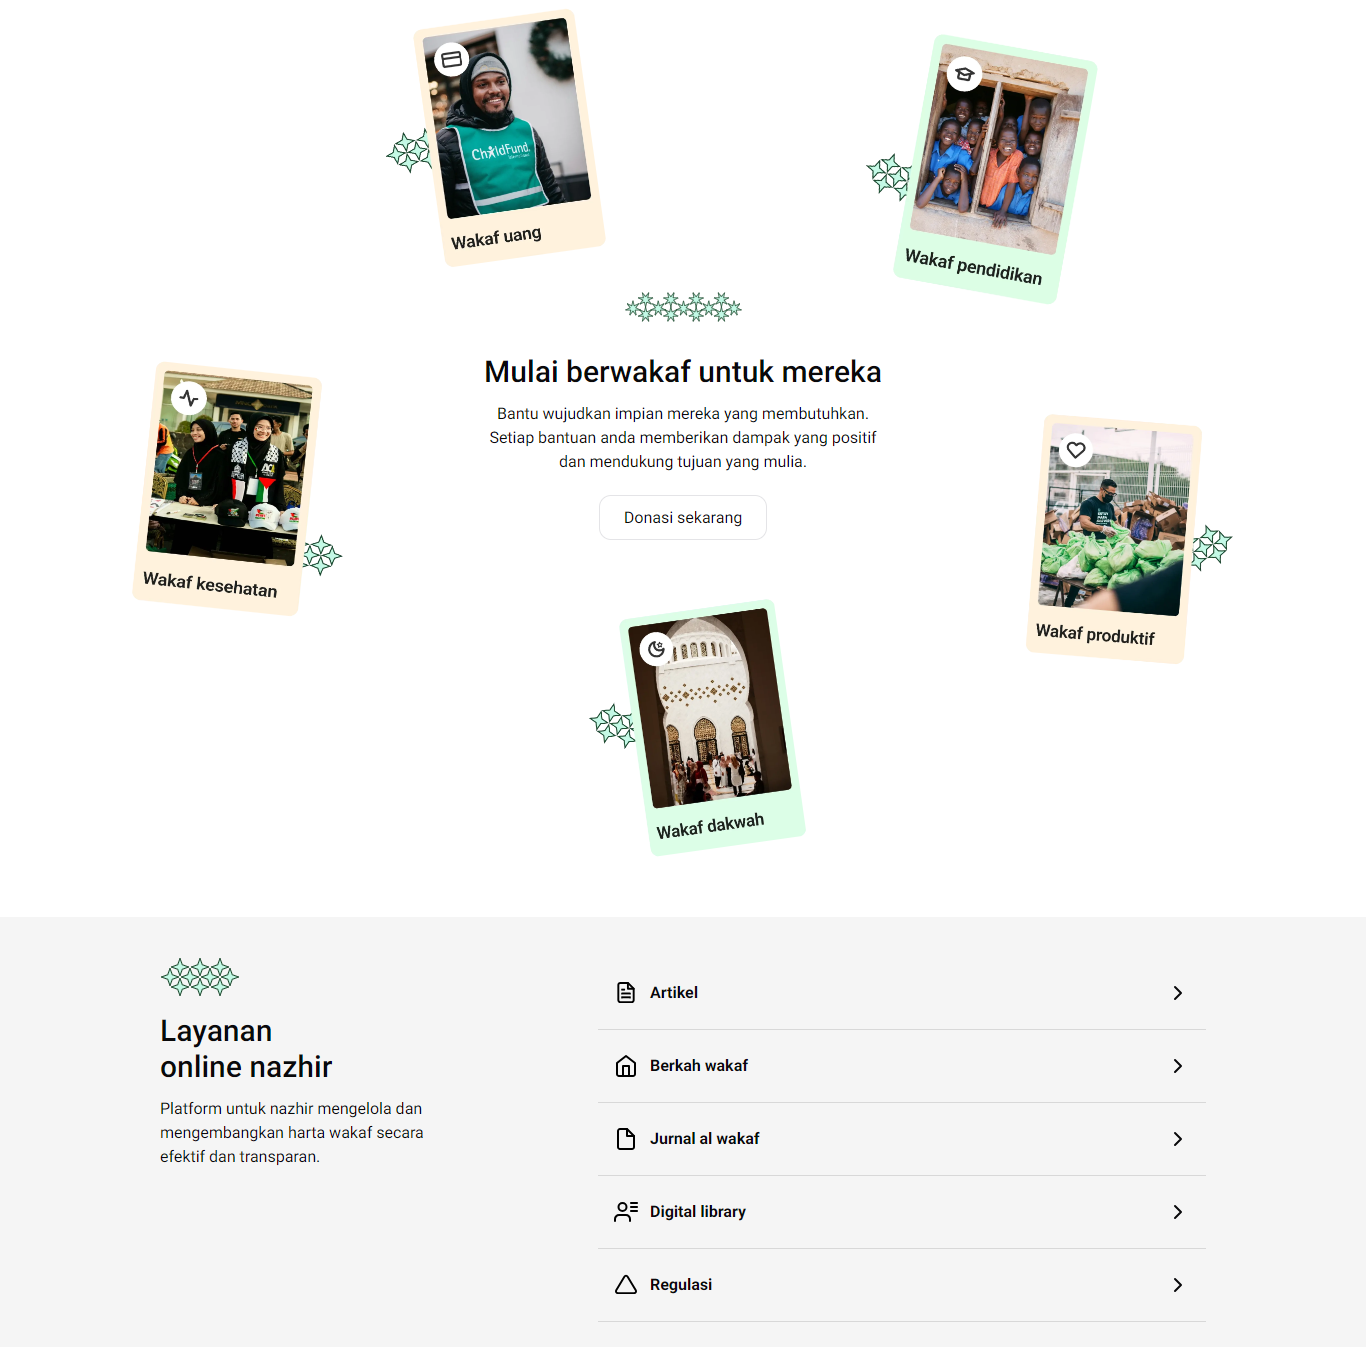 ChildFund.
Wakaf uang
Wakaf pendidikan
Mulai berwakaf untuk mereka
Bantu wujudkan impian mereka yang membutuhkan.
Setiap bantuan anda memberikan dampak yang positif
dan mendukung tujuan yang mulia.
Donasi sekarang
Wakaf kesehatan
Wakaf produktif
Wakaf dakwah
Layanan
online nazhir
Platform untuk nazhir mengelola dan
mengembangkan harta wakaf secara
efektif dan transparan.
Artikel
Berkah wakaf
Jurnal al wakaf
Digital library
Regulasi